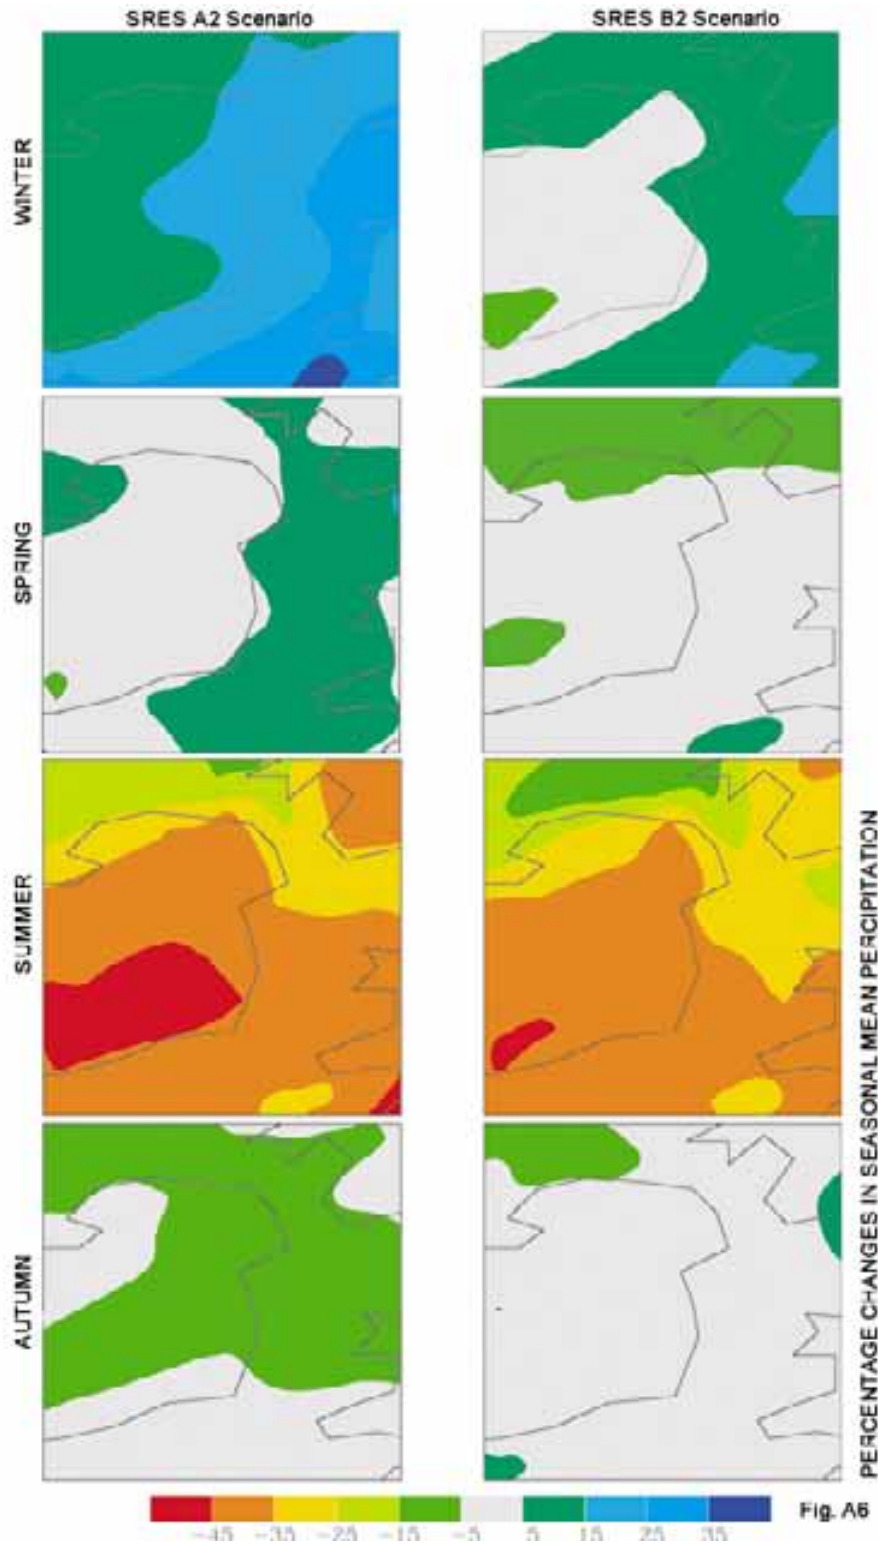 SRES A2 Scenario
SRES B2 Scenario
WINTER
SPRING
SUMMER
AUTUMN
PERCENTAGE CHANGES IN SEASONAL MEAN PERCIPITATION
-45 -35 -25 -15 -5 5 15 25 35
Fig. A6